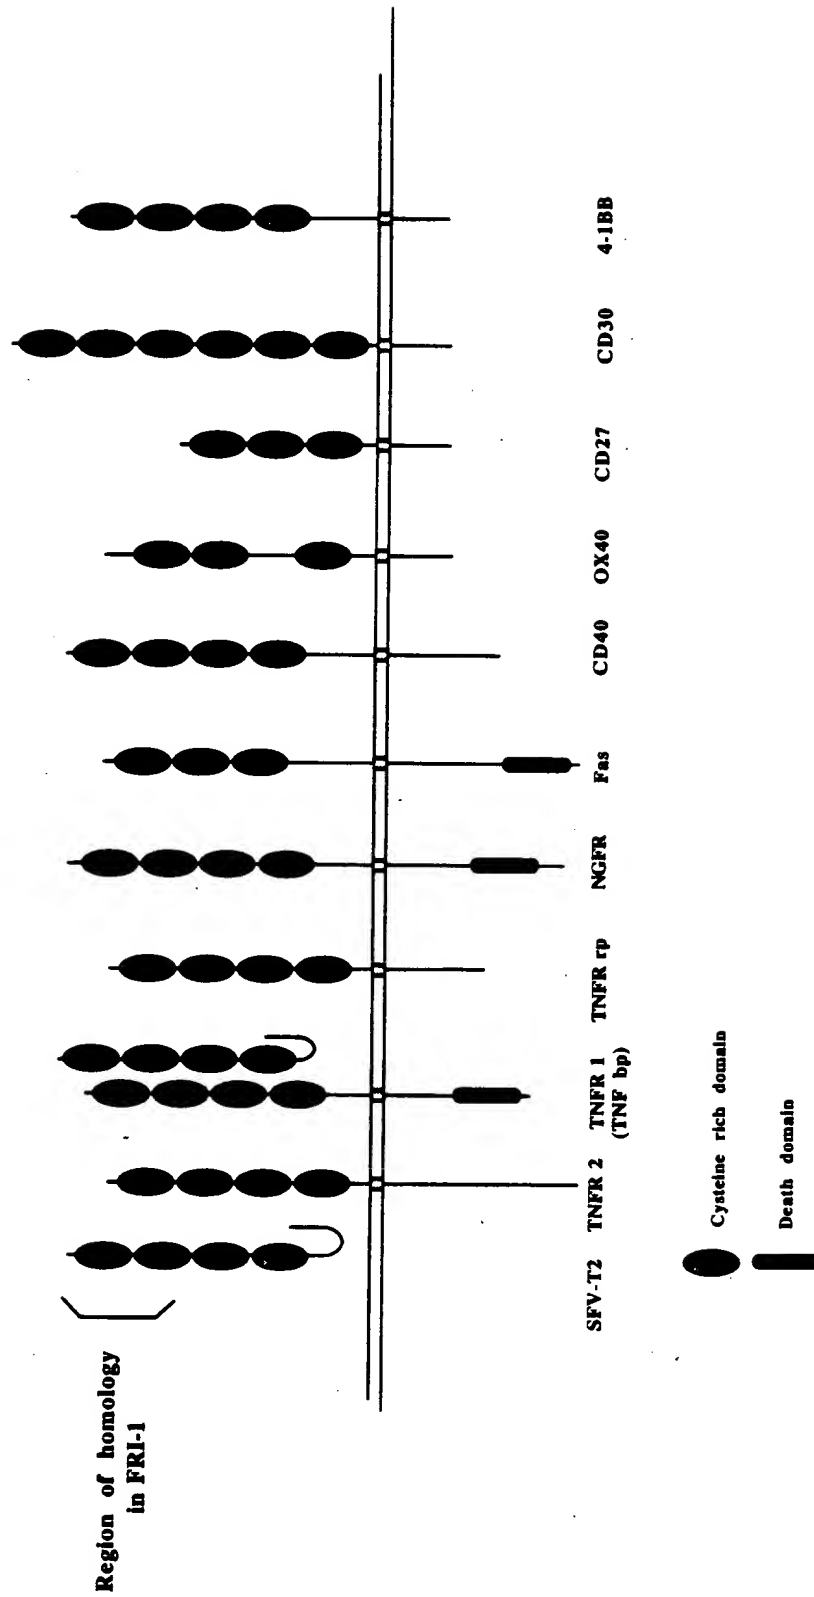 Region of homology
in FRI-1
SFV-T2
TNFR 2
TNFR 1
(TNF bp)
TNFR rp
NGFR
Fas
CD40
OX40
CD27
CD30
4-1BB
Cysteine rich domain
Death domain